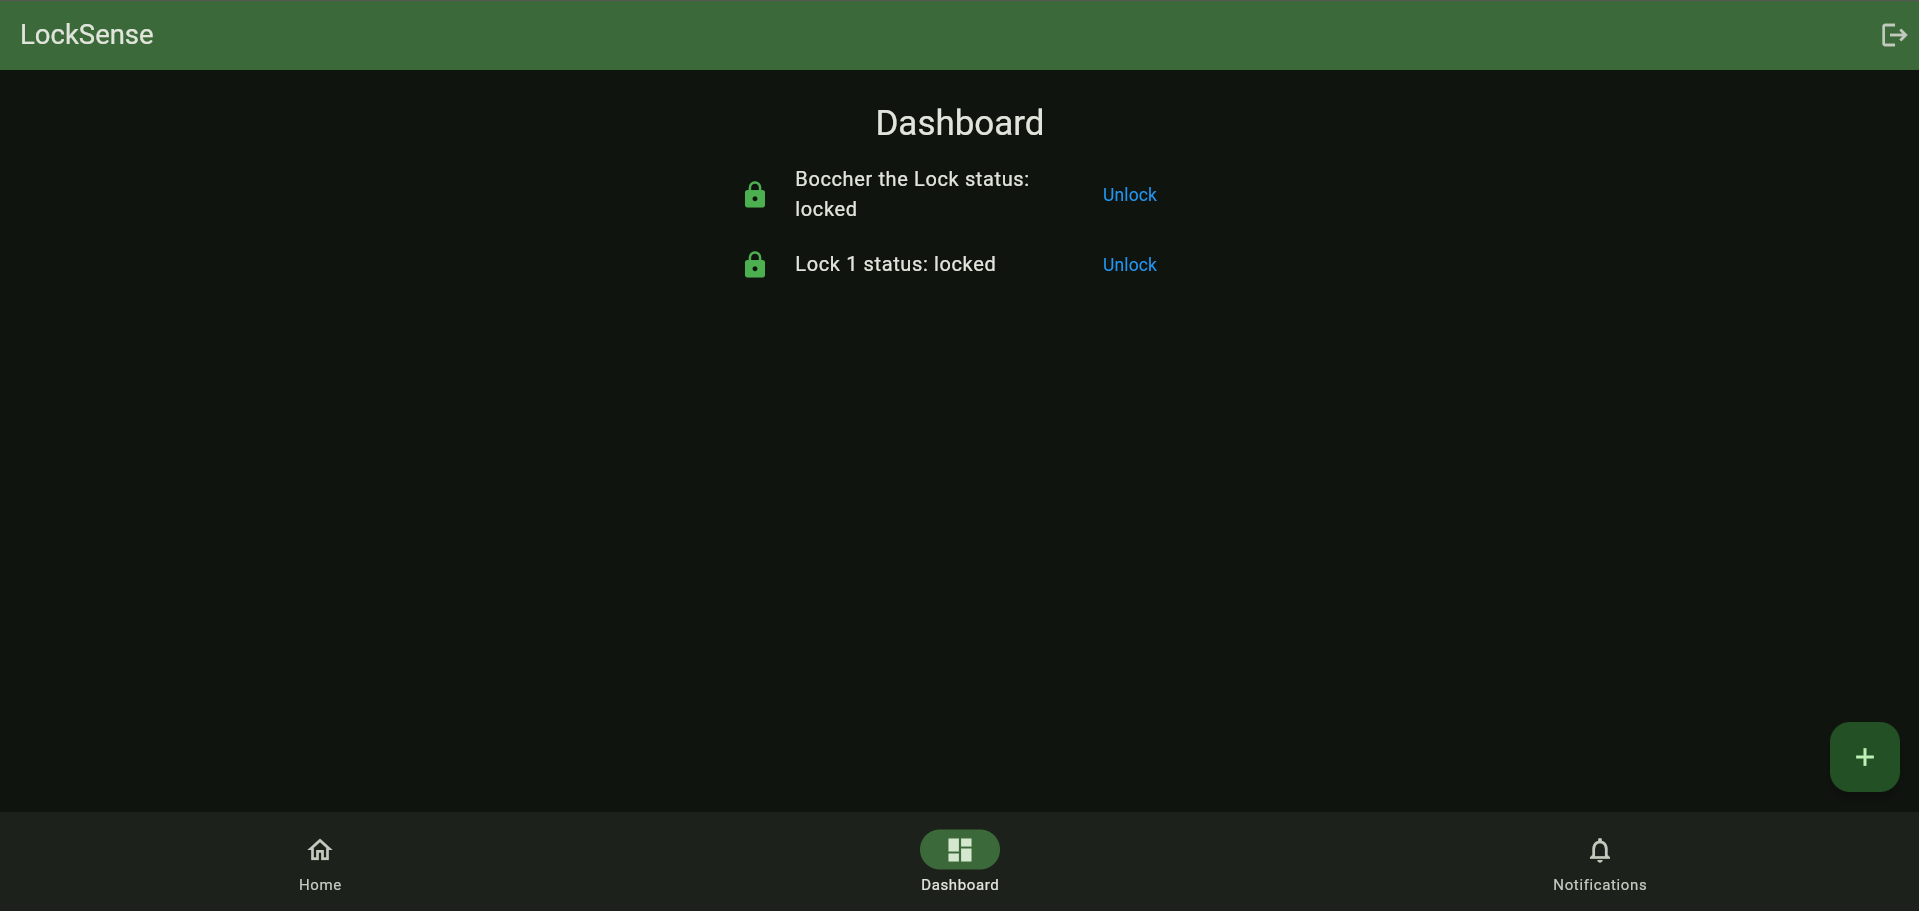 LockSense
Dashboard
Boccher the Lock status:
locked
Unlock
Lock 1 status: locked
Unlock
Home
Dashboard
Notifications